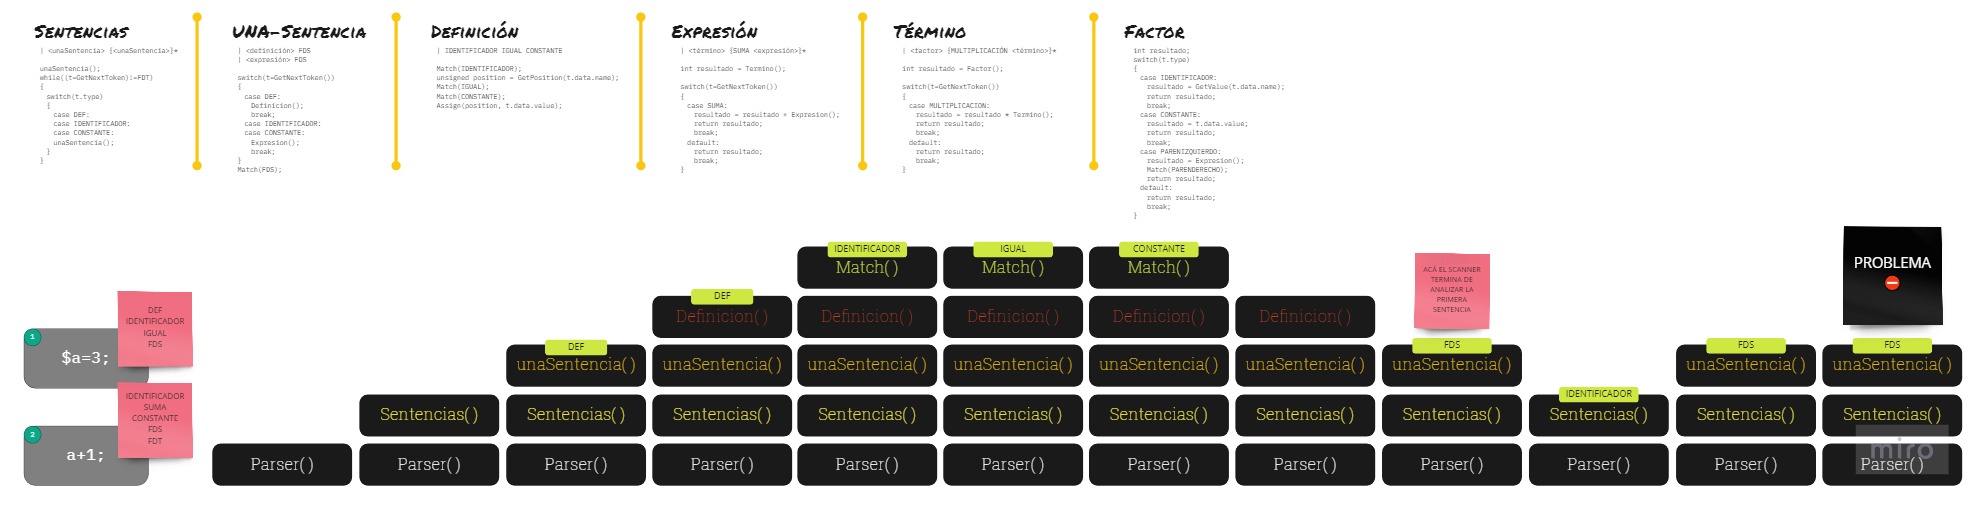 SENTENCIAS
| <unaSentencia> {<unaSentencia>}*
unaSentencia();
while((t=GetNextToken)!=FDT)
{
switch(t.type)
{
case DEF:
case IDENTIFICADOR:
case CONSTANTE:
unaSentencia();
}
}
UNA-SENTENCIA
| <definición> FDS
| <expresión> FDS
switch(t=GetNextToken())
{
case DEF:
Definicion();
break;
case IDENTIFICADOR:
case CONSTANTE:
Expresion();
break;
}
Match(FDS);
DEFINICIÓN
| IDENTIFICADOR IGUAL CONSTANTE
Match(IDENTIFICADOR);
unsigned position = GetPosition(t.data.name);
Match(IGUAL);
Match(CONSTANTE);
Assign(position, t.data.value);
EXPRESIÓN
| <término> {SUMA <expresión>}*
int resultado = Termino();
switch(t=GetNextToken())
{
case SUMA:
resultado = resultado + Expresion();
return resultado;
break;
default:
return resultado;
break;
}
TÉRMINO
| <factor> {MULTIPLICACIÓN <término>}*
int resultado = Factor();
switch(t=GetNextToken())
{
case MULTIPLICACION:
resultado = resultado * Termino();
return resultado;
break;
default:
return resultado;
break;
}
FACTOR
int resultado;
switch(t.type)
{
case IDENTIFICADOR:
resultado = GetValue(t.data.name);
return resultado;
break;
case CONSTANTE:
resultado = t.data.value;
return resultado;
break;
case PARENIZQUIERDO:
resultado = Expresion();
Match(PARENDERECHO);
return resultado;
break;
default:
return resultado;
break;
}
IDENTIFICADOR
Match()
IGUAL
Match()
CONSTANTE
Match()
ACÁ EL SCANNER
TERMINA DE
ANALIZAR LA
PRIMERA
SENTENCIA
PROBLEMA
DEF
IDENTIFICADOR
IGUAL
FDS
1
$a=3;
DEF
Definicion()
Definicion()
Definicion()
Definicion()
Definicion()
DEF
unaSentencia()
unaSentencia()
unaSentencia()
unaSentencia()
unaSentencia()
unaSentencia()
FDS
unaSentencia()
FDS
unaSentencia()
FDS
unaSentencia()
IDENTIFICADOR
SUMA
CONSTANTE
FDS
FDT
2
a+1;
Sentencias()
Sentencias()
Sentencias()
Sentencias()
Sentencias()
Sentencias()
Sentencias()
Sentencias()
IDENTIFICADOR
Sentencias()
Sentencias()
Sentencias()
Parser()
Parser()
Parser()
Parser()
Parser()
Parser()
Parser()
Parser()
Parser()
Parser()
Parser()
Parser()
miro